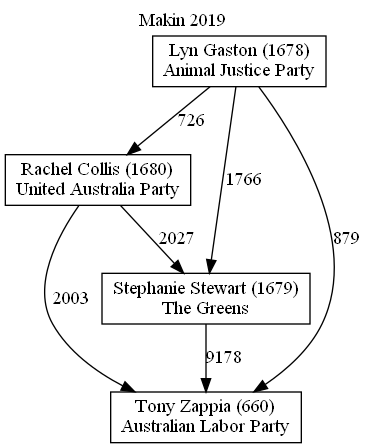 Makin 2019
Lyn Gaston (1678)
Animal Justice Party
726
Rachel Collis (1680)
United Australia Party
1766
879
2027
2003
Stephanie Stewart (1679)
The Greens
9178
Tony Zappia (660)
Australian Labor Party